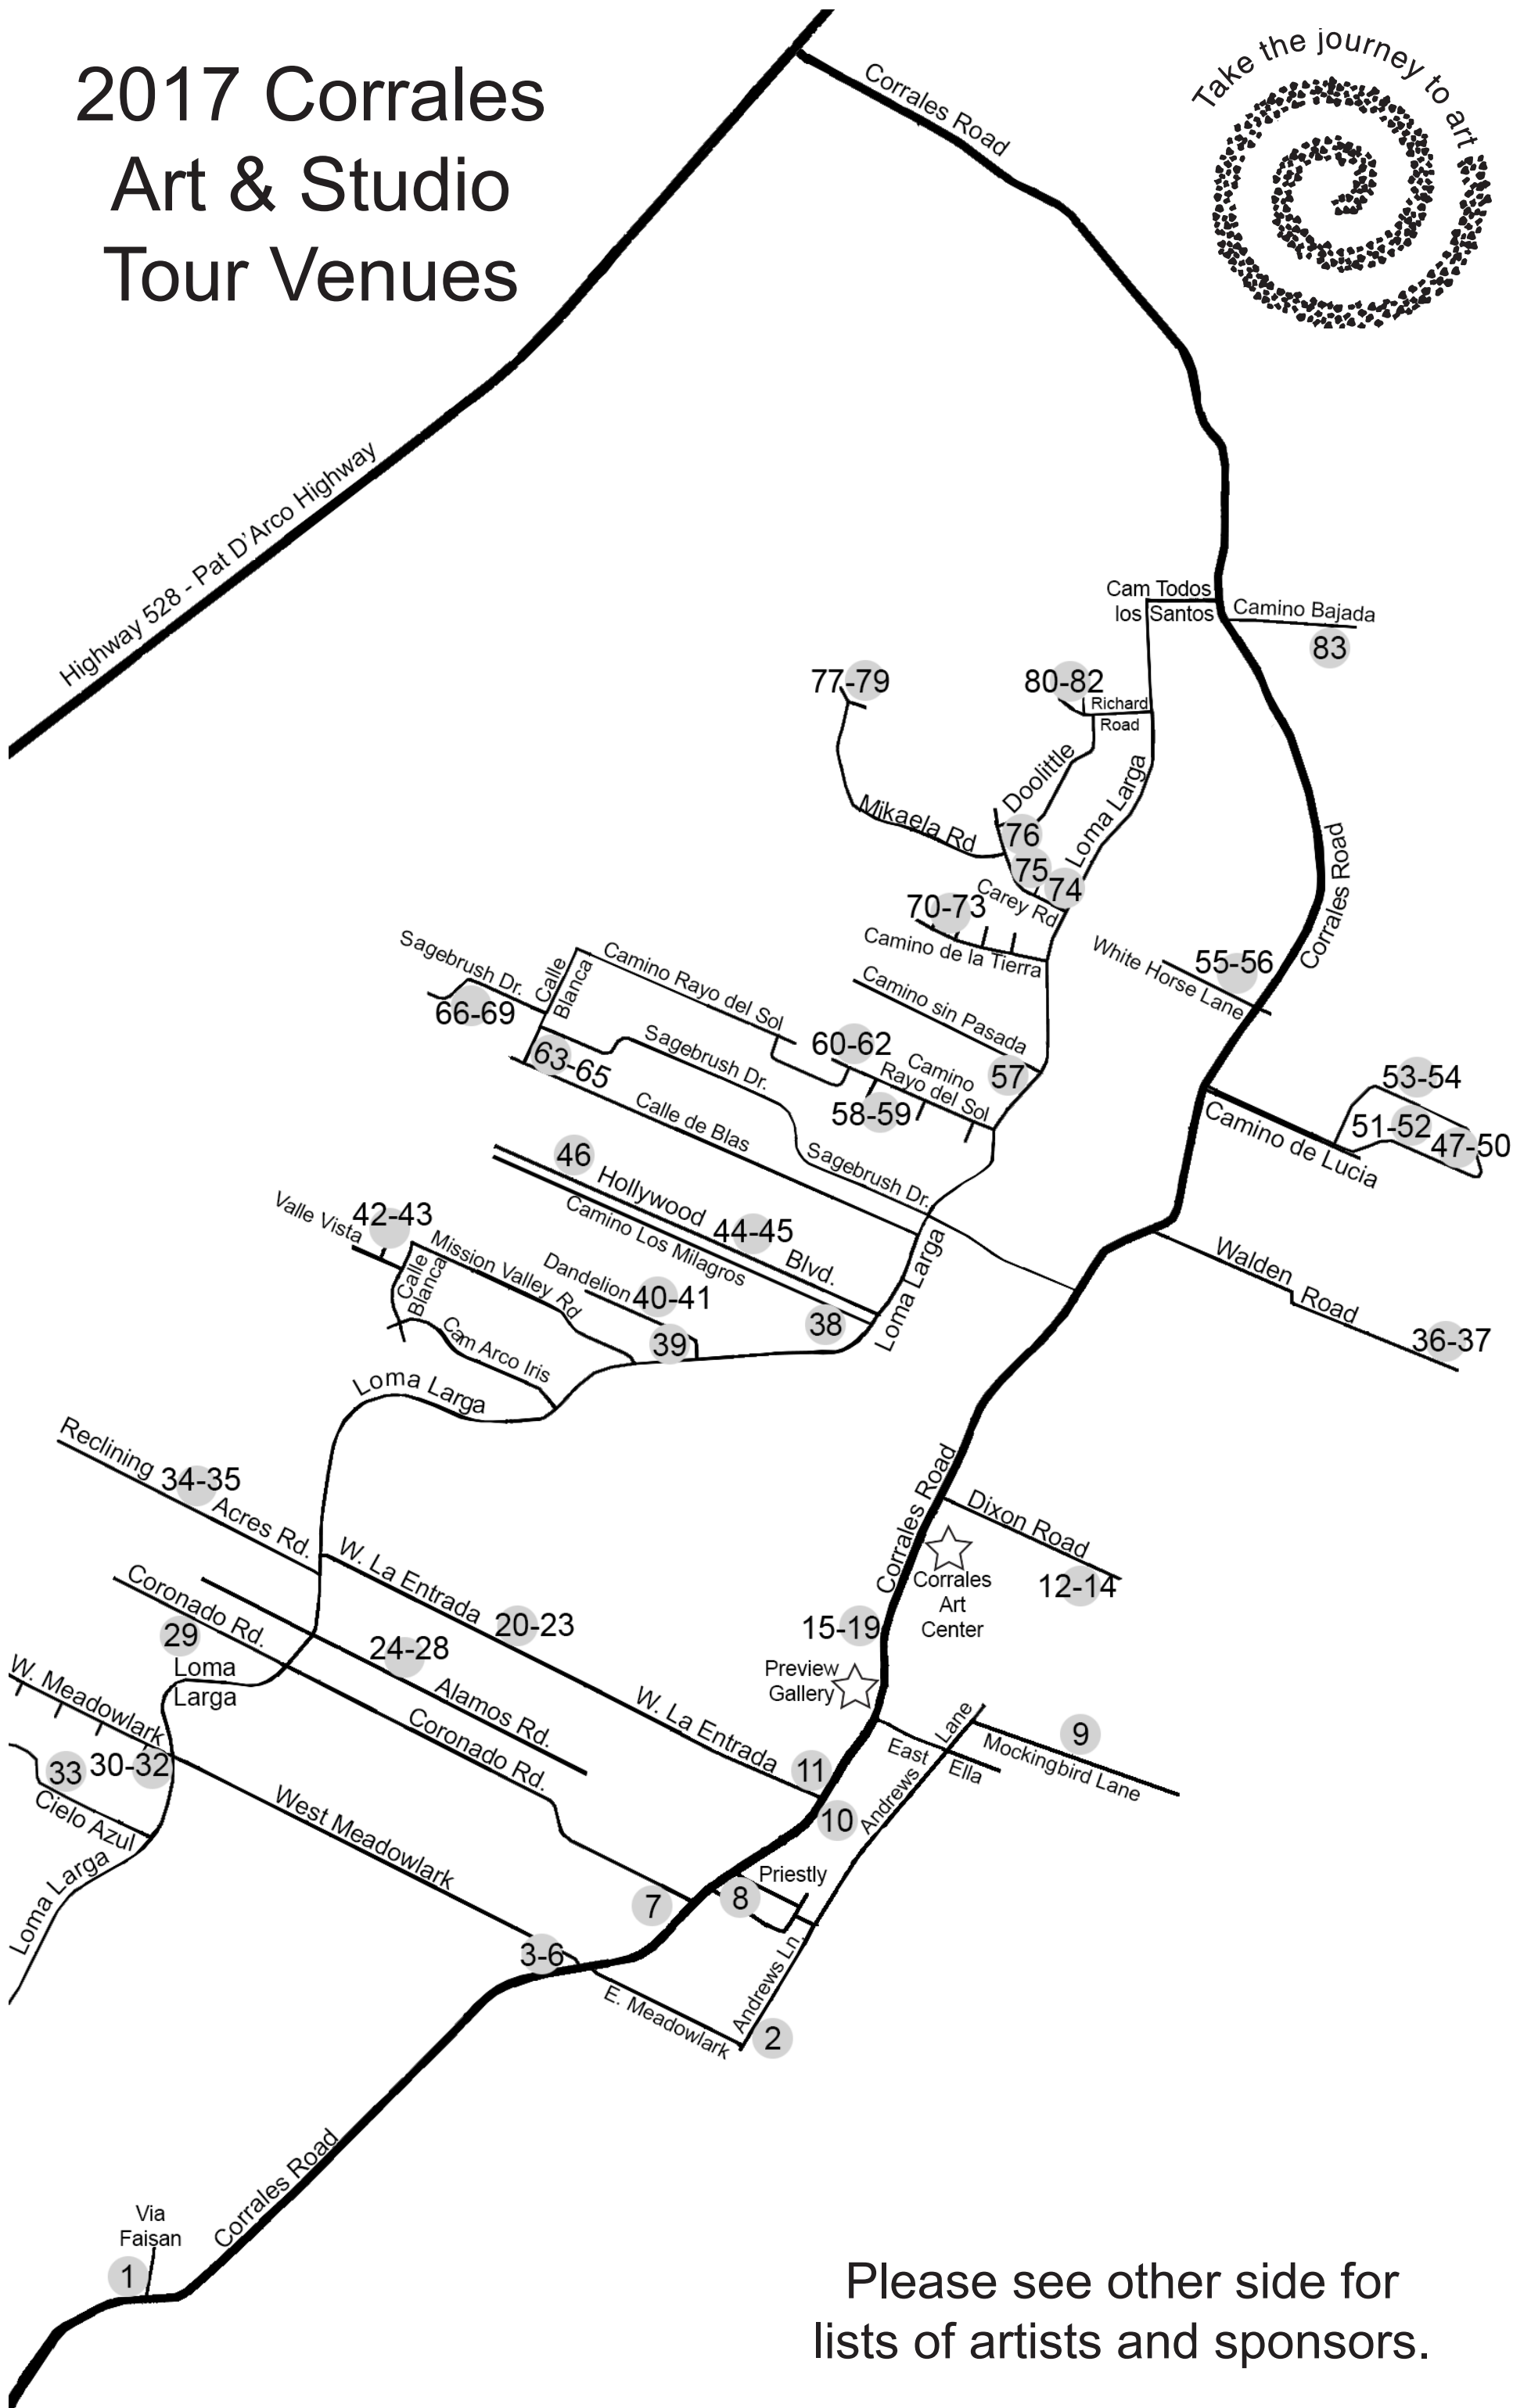 2017 Corrales
Art & Studio
Tour Venues
Take the journey to art
Corrales Road
Highway 528 - Pat D'Arco Highway
Cam Todos
los Santos
Camino Bajada
83
77-79
80-82
Richard
Road
Doolittle
Loma Larga
Mikaela Rd
76
75
74
Carey Rd
70-73
Camino de la Tierra
Corrales Road
White Horse Lane
55-56
Sagebrush Dr.
66-69
Calle
Blanca
Camino Rayo del Sol
Camino sin Pasada
63-65
Sagebrush Dr.
60-62
Camino
Rayo del Sol
57
58-59
53-54
51-52
47-50
Camino de Lucia
Calle de Blas
Sagebrush Dr.
46
Hollywood
44-45
Blvd.
Camino Los Milagros
Valle Vista
42-43
Calle
Blanca
Mission Valley Rd
Dandelion
40-41
39
38
Loma Larga
Walden
Road
36-37
Cam Arco Iris
Loma Larga
Reclining
34-35
Acres Rd.
Corrales Road
Dixon Road
12-14
Corrales
Art
Center
W. La Entrada
20-23
15-19
Preview
Gallery
Coronado Rd.
29
24-28
Alamos Rd.
Loma
Larga
W. Meadowlark
W. La Entrada
Coronado Rd.
11
10
East
Ella
Andrews
Lane
9
Mockingbird Lane
33
30-32
Cielo Azul
Loma Larga
West Meadowlark
Priestly
7
8
3-6
Andrews Ln.
E. Meadowlark
2
Corrales Road
Via
Faisan
1
Please see other side for
lists of artists and sponsors.